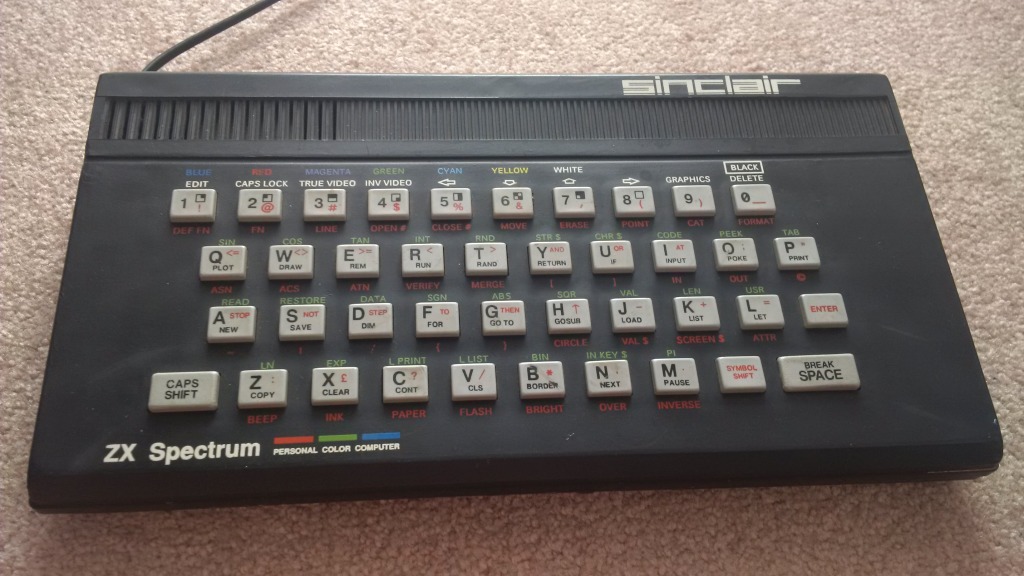 sinclair
BLUE RED MAGENTA GREEN CYAN YELLOW WHITE BLACK
EDIT CAPS LOCK TRUE VIDEO INV VIDEO GRAPHICS DELETE
1 ! 2 @ 3 # 4 $ 5 % 6 & 7 8 ( 9 ) 0 _
DEF FN FN LINE OPEN # CLOSE # MOVE ERASE POINT CAT FORMAT
SIN COS TAN INT RND STR $ CHR $ CODE PEEK TAB
Q <= W <> E >= R < T > Y AND U OR I AT O ; P "
PLOT DRAW REM RUN RAND RETURN IF INPUT POKE PRINT
ASN ACS ATN VERIFY MERGE [ ] IN OUT ©
READ RESTORE DATA SGN ABS SQR VAL LEN USR
A STOP S NOT D STEP F TO G THEN H ↑ J - K + L = ENTER
NEW SAVE DIM FOR GO TO GOSUB LOAD LIST LET
{ } CIRCLE VAL $ SCREEN $ ATTR
LN EXP L PRINT L LIST BIN IN KEY $ PI
CAPS SHIFT Z : X £ C ? V / B * N M SYMBOL SHIFT BREAK SPACE
COPY CLEAR CONT CLS BORDER NEXT PAUSE
BEEP INK PAPER FLASH BRIGHT OVER INVERSE
ZX Spectrum PERSONAL COLOR COMPUTER